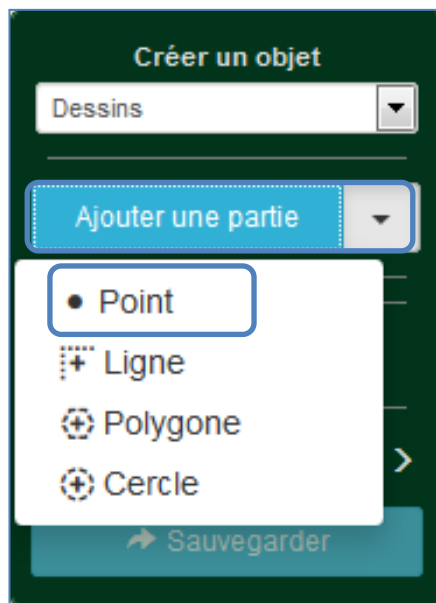 Créer un objet
Dessins
Ajouter une partie
Point
Ligne
Polygone
Cercle
Sauvegarder